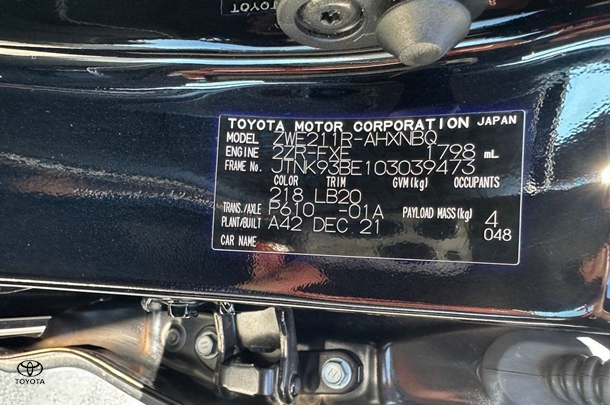 TOYOTA
TOYOTA MOTOR CORPORATION JAPAN
MODEL ZWE211R-AHXNBQ
ENGINE 2ZR-FXE 1798 mL
FRAME No. JTNK93BE103039473
COLOR TRIM GVM(kg) OCCUPANTS
218 LB20
TRANS./AXLE P610 -01A PAYLOAD MASS(kg) 4
PLANT/BUILT A42 DEC 21 048
CAR NAME
TOYOTA